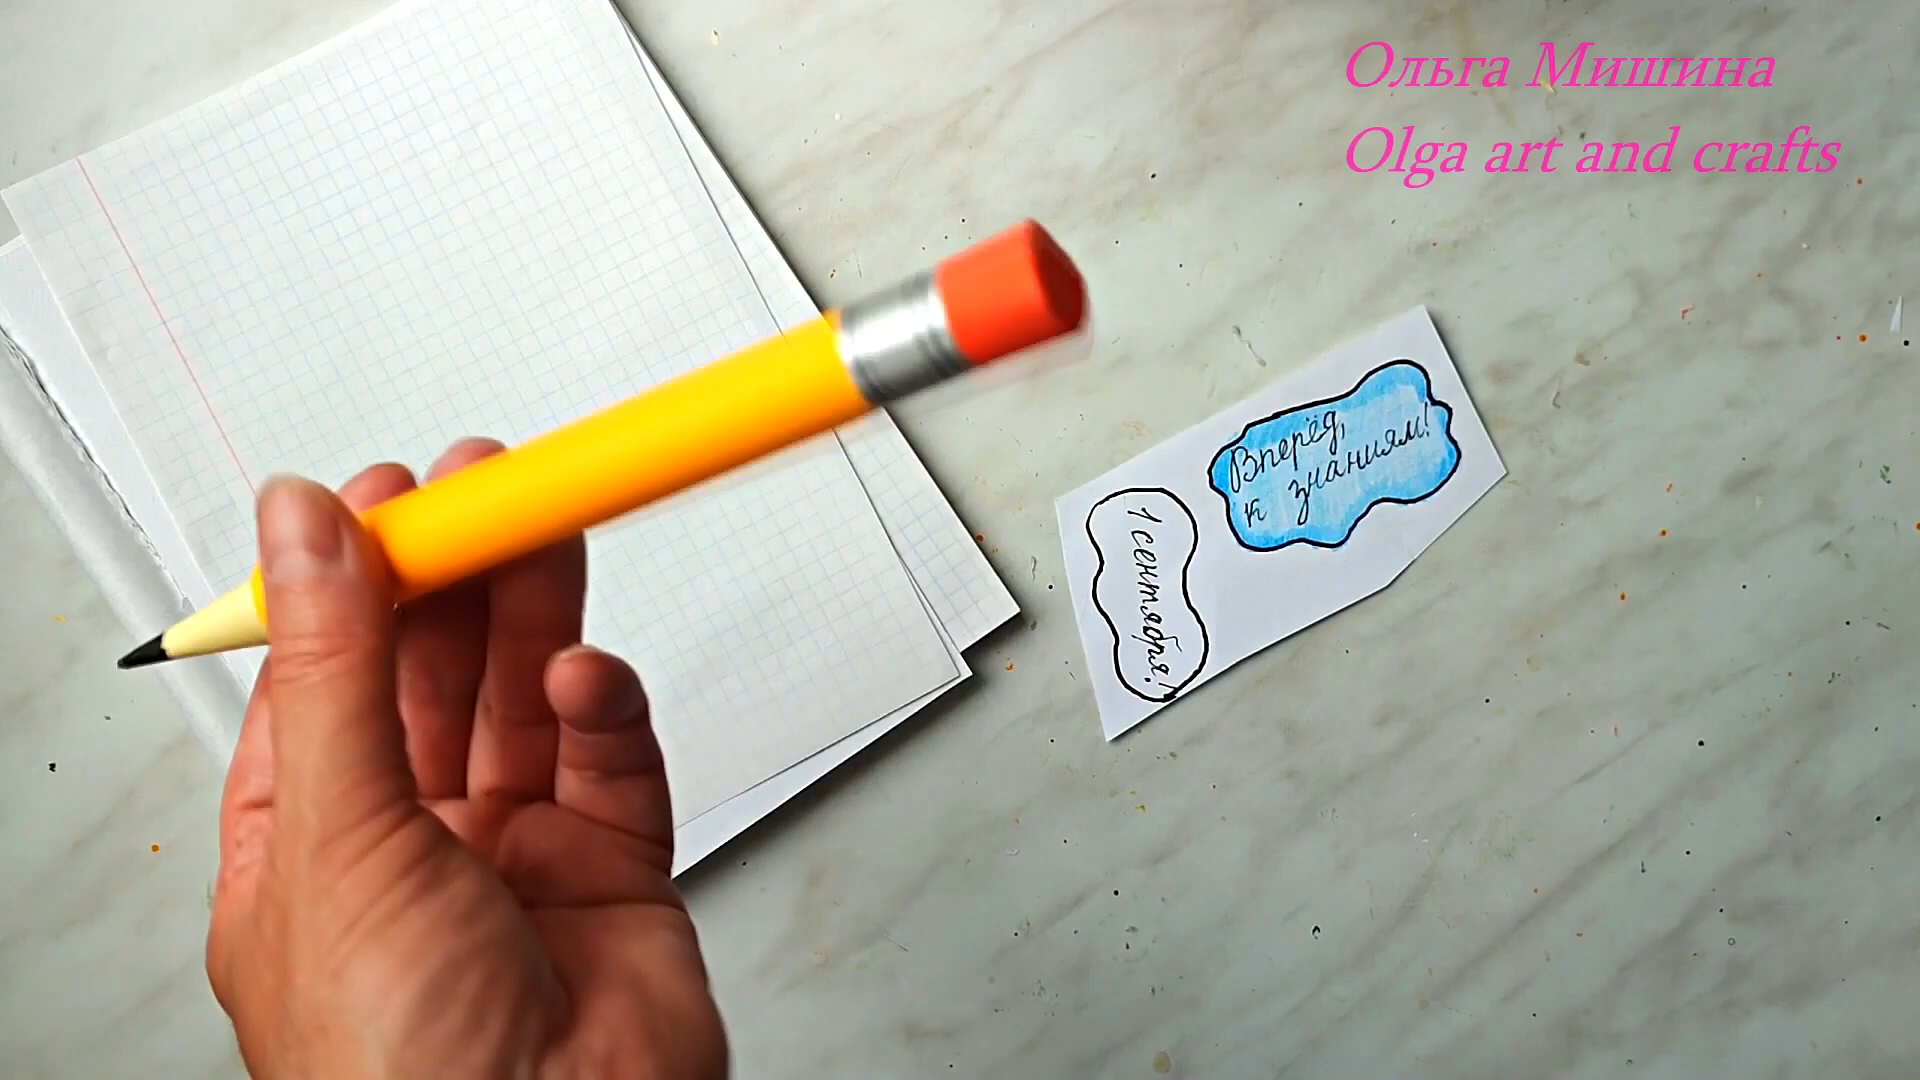 Ольга Мишина
Olga art and crafts
Вперёд,
к знаниям!
1 сентября!